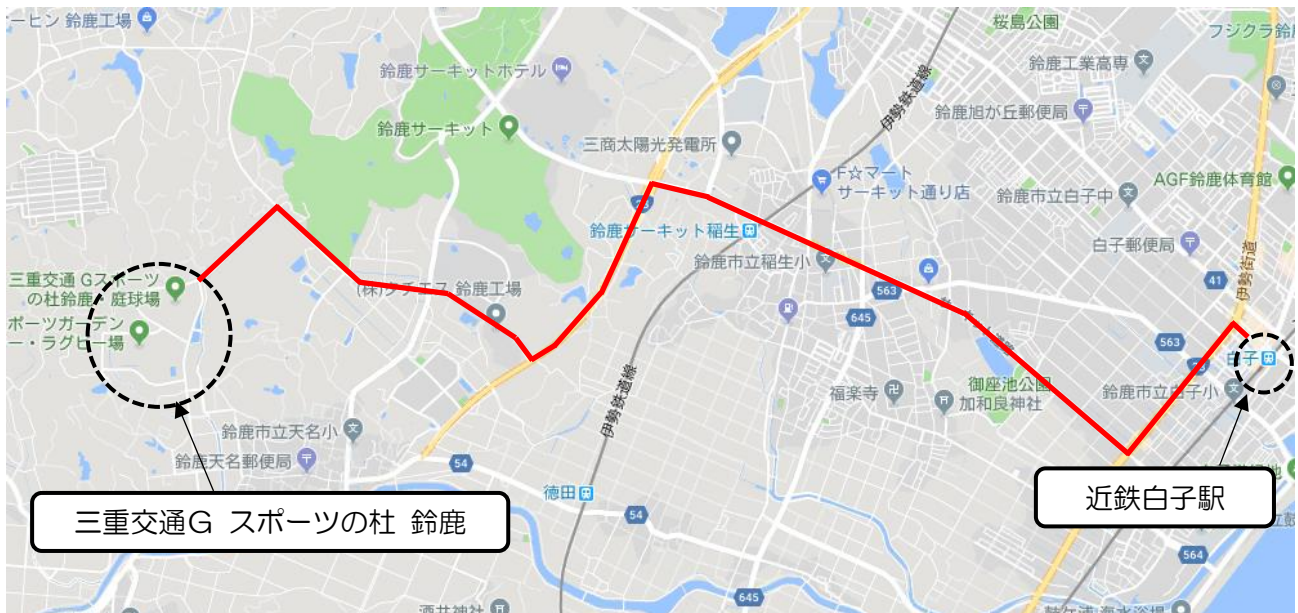 ーヒン 鈴鹿工場
桜島公園
フジクラ鈴
鈴鹿サーキットホテル
鈴鹿工業高専
伊勢鉄道線
鈴鹿旭が丘郵便局
鈴鹿サーキット
三商太陽光発電所
F☆マート
サーキット通り店
AGF鈴鹿体育館
鈴鹿市立白子中
鈴鹿サーキット稲生
白子郵便局
伊勢街道
鈴鹿市立稲生小
三重交通 Gスポーツ
の杜鈴鹿 庭球場
鈴鹿工場
41
563
ポーツガーデン
ー・ラグビー場
645
563
白子
御座池公園
鈴鹿市立白子小
福楽寺
加和良神社
伊勢鉄道線
鈴鹿市立天名小
鈴鹿天名郵便局
54
徳田
54
三重交通G スポーツの杜 鈴鹿
近鉄白子駅
564
645
酒井神社
鼓ケ浦海水浴場